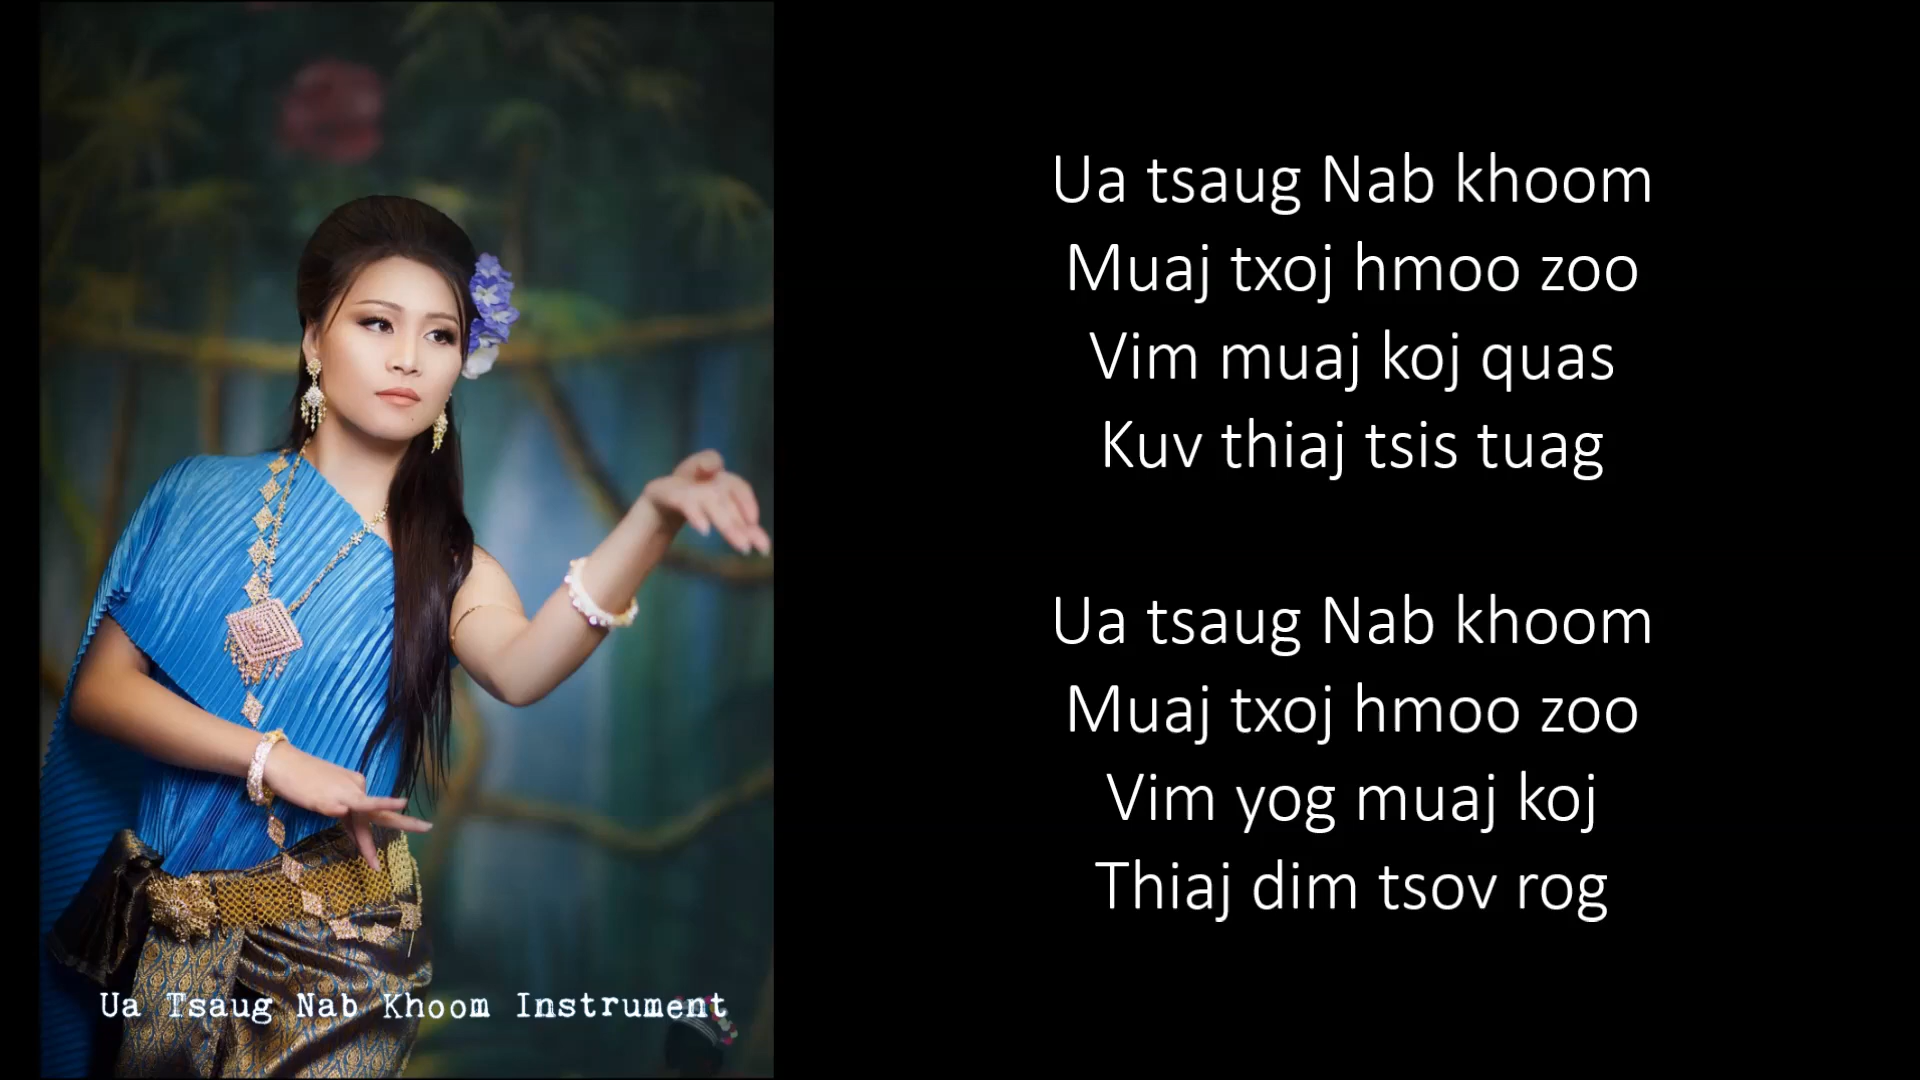 Ua tsaug Nab khoom
Muaj txoj hmoo zoo
Vim muaj koj quas
Kuv thiaj tsis tuag
Ua tsaug Nab khoom
Muaj txoj hmoo zoo
Vim yog muaj koj
Thiaj dim tsov rog
Ua Tsaug Nab Khoom Instrument